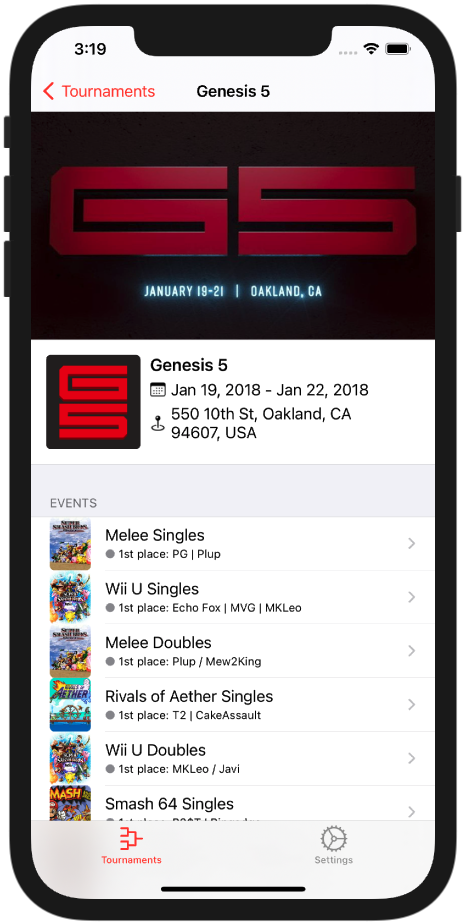 3:19
Tournaments
Genesis 5
G5
JANUARY 19-21 | OAKLAND, CA
G5
Genesis 5
Jan 19, 2018 - Jan 22, 2018
550 10th St, Oakland, CA
94607, USA
EVENTS
Melee Singles
1st place: PG | Plup
Wii U Singles
1st place: Echo Fox | MVG | MKLeo
Melee Doubles
1st place: Plup / Mew2King
Rivals of Aether Singles
1st place: T2 | CakeAssault
Wii U Doubles
1st place: MKLeo / Javi
Smash 64 Singles
Tournaments
Settings